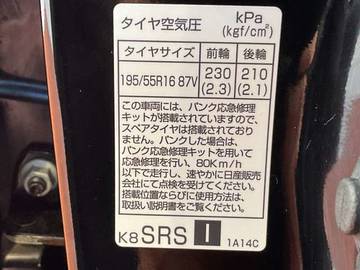 タイヤ空気圧 kPa
(kgf/cm²)
タイヤサイズ 前輪 後輪
195/55R16 87V 230 210
(2.3) (2.1)
この車両には、パンク応急修理
キットが搭載されていますので、
スペアタイヤは搭載されており
ません。パンクした場合は、
パンク応急修理キットを用いて
応急修理を行い、80Km/h
以下で走行し、速やかに日産販売
会社にて点検を受けてください。
搭載位置ならびに使用方法は、
取扱い説明書をご覧ください。
K8 SRS I 1A14C